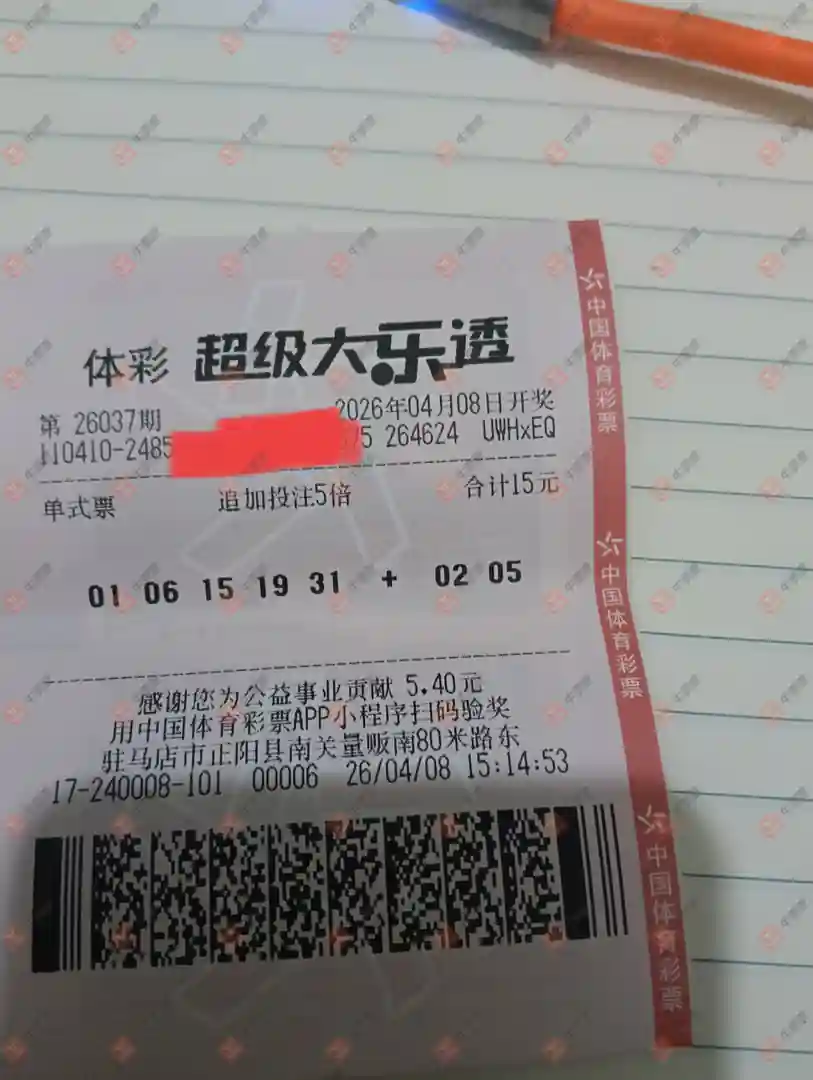 体彩 超级大乐透
第 26037期 2026年04月08日开奖
110410-2485 75 264624 UWHxEQ
单式票 追加投注5倍 合计15元
01 06 15 19 31 + 02 05
感谢您为公益事业贡献 5.40元
用中国体育彩票APP小程序扫码验奖
驻马店市正阳县南关量贩南80米路东
17-240008-101 00006 26/04/08 15:14:53
中国体育彩票
中国体育彩票
中国体育彩票